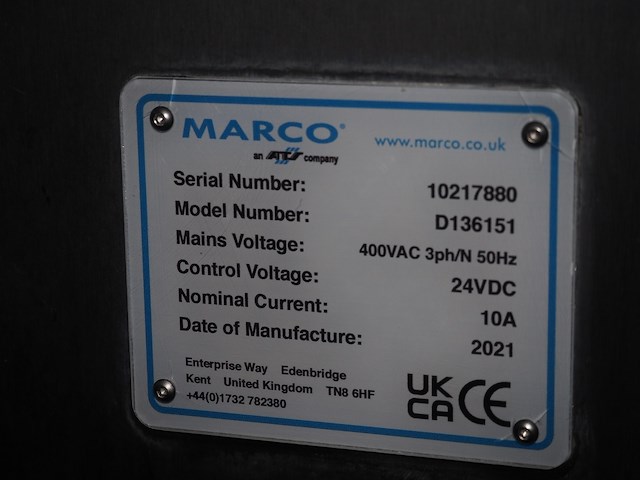 MARCO®
www.marco.co.uk
an ATS company
Serial Number: 10217880
Model Number: D136151
Mains Voltage: 400VAC 3ph/N 50Hz
Control Voltage: 24VDC
Nominal Current: 10A
Date of Manufacture: 2021
Enterprise Way Edenbridge
Kent United Kingdom TN8 6HF
+44(0)1732 782380
UK
CA CE